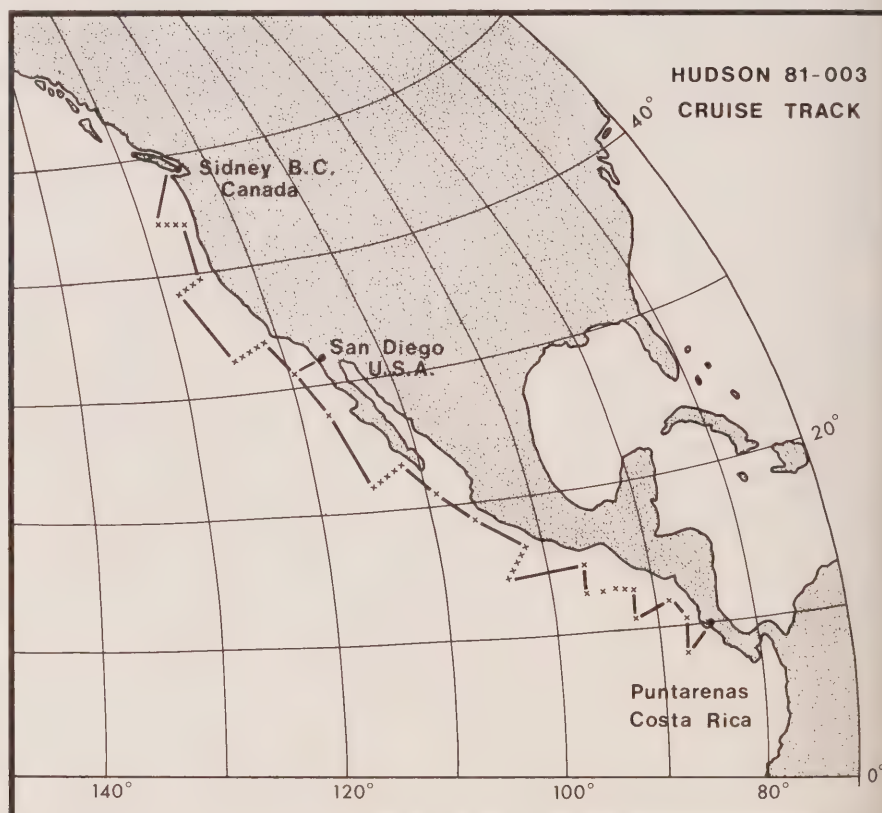 HUDSON 81-003
CRUISE TRACK
40°
Sidney B.C.
Canada
San Diego
U.S.A.
20°
Puntarenas
Costa Rica
0°
140°
120°
100°
80°